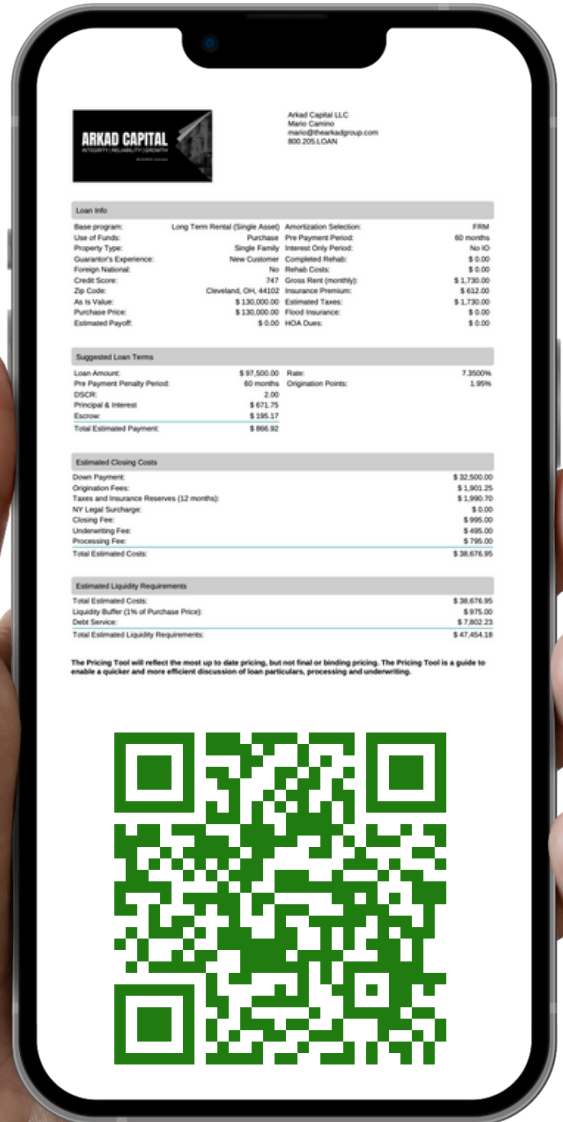 ARKAD CAPITAL
INTEGRITY | RELIABILITY | GROWTH
Arkad Capital LLC
Mario Camino
mario@thearkadgroup.com
800.205.LOAN
Loan Info
Base program: Long Term Rental (Single Asset) Amortization Selection: FRM
Use of Funds: Purchase Pre Payment Period: 60 months
Property Type: Single Family Interest Only Period: No IO
Guarantor's Experience: New Customer Completed Rehab: $ 0.00
Foreign National: No Rehab Costs: $ 0.00
Credit Score: 747 Gross Rent (monthly): $ 1,730.00
Zip Code: Cleveland, OH, 44102 Insurance Premium: $ 612.00
As Is Value: $ 130,000.00 Estimated Taxes: $ 1,730.00
Purchase Price: $ 130,000.00 Flood Insurance: $ 0.00
Estimated Payoff: $ 0.00 HOA Dues: $ 0.00
Suggested Loan Terms
Loan Amount: $ 97,500.00 Rate: 7.3500%
Pre Payment Penalty Period: 60 months Origination Points: 1.95%
DSCR: 2.00
Principal & Interest $ 671.75
Escrow: $ 195.17
Total Estimated Payment: $ 866.92
Estimated Closing Costs
Down Payment: $ 32,500.00
Origination Fees: $ 1,901.25
Taxes and Insurance Reserves (12 months): $ 1,990.70
NY Legal Surcharge: $ 0.00
Closing Fee: $ 995.00
Underwriting Fee: $ 495.00
Processing Fee: $ 795.00
Total Estimated Costs: $ 38,676.95
Estimated Liquidity Requirements
Total Estimated Costs: $ 38,676.95
Liquidity Buffer (1% of Purchase Price): $ 975.00
Debt Service: $ 7,802.23
Total Estimated Liquidity Requirements: $ 47,454.18
The Pricing Tool will reflect the most up to date pricing, but not final or binding pricing. The Pricing Tool is a guide to
enable a quicker and more efficient discussion of loan particulars, processing and underwriting.